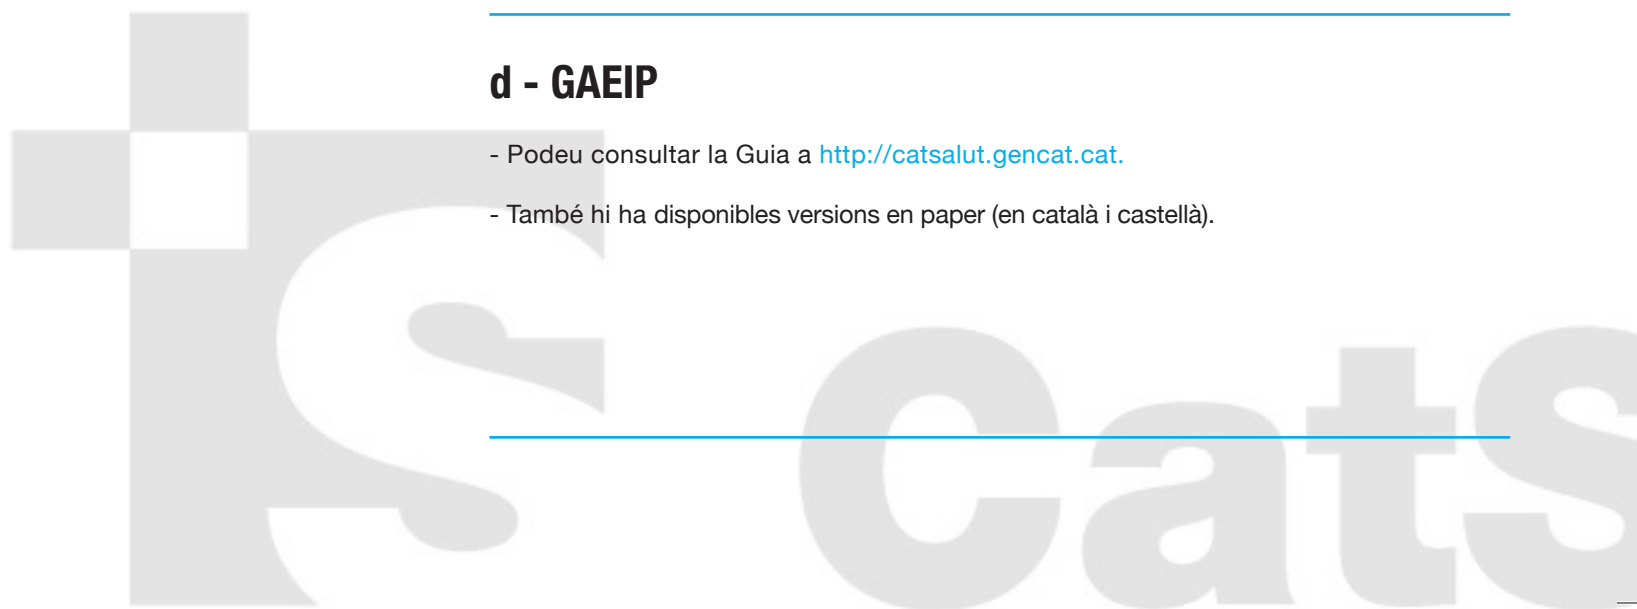 d - GAEIP
- Podeu consultar la Guia a http://catsalut.gencat.cat.
- També hi ha disponibles versions en paper (en català i castellà).
S CatS